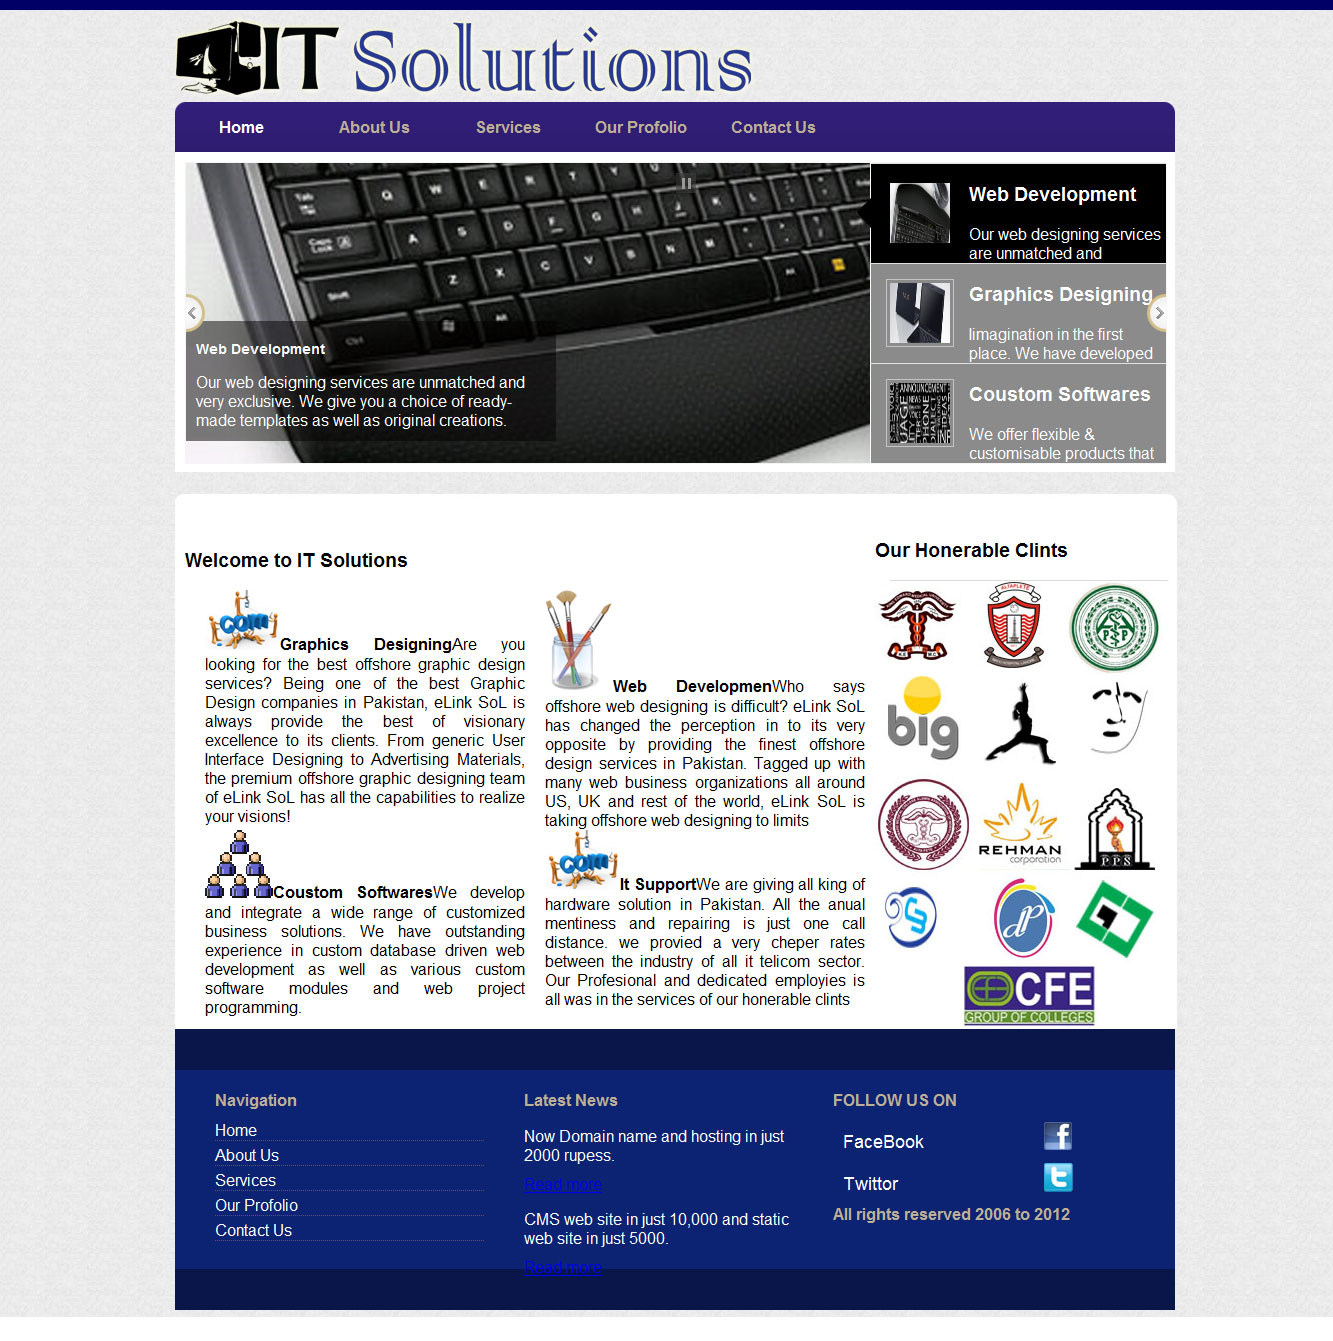 IT Solutions
Home
About Us
Services
Our Profolio
Contact Us
Web Development
Our web designing services are unmatched and
very exclusive. We give you a choice of ready-
made templates as well as original creations.
Web Development
Our web designing services
are unmatched and
Graphics Designing
Iimagination in the first
place. We have developed
Coustom Softwares
We offer flexible &
customisable products that
Welcome to IT Solutions
Graphics DesigningAre you
looking for the best offshore graphic design
services? Being one of the best Graphic
Design companies in Pakistan, eLink SoL is
always provide the best of visionary
excellence to its clients. From generic User
Interface Designing to Advertising Materials,
the premium offshore graphic designing team
of eLink SoL has all the capabilities to realize
your visions!
Web DevelopmenWho says
offshore web designing is difficult? eLink SoL
has changed the perception in to its very
opposite by providing the finest offshore
design services in Pakistan. Tagged up with
many web business organizations all around
US, UK and rest of the world, eLink SoL is
taking offshore web designing to limits
Coustom SoftwaresWe develop
and integrate a wide range of customized
business solutions. We have outstanding
experience in custom database driven web
development as well as various custom
software modules and web project
programming.
It SupportWe are giving all king of
hardware solution in Pakistan. All the anual
mentiness and repairing is just one call
distance. we provied a very cheper rates
between the industry of all it telicom sector.
Our Profesional and dedicated employies is
all was in the services of our honerable clints
Our Honerable Clints
big
REHMAN
corporation
PPS
dp
CFE
GROUP OF COLLEGES
Navigation
Home
About Us
Services
Our Profolio
Contact Us
Latest News
Now Domain name and hosting in just
2000 rupess.
Read more
CMS web site in just 10,000 and static
web site in just 5000.
Read more
FOLLOW US ON
FaceBook
Twittor
All rights reserved 2006 to 2012